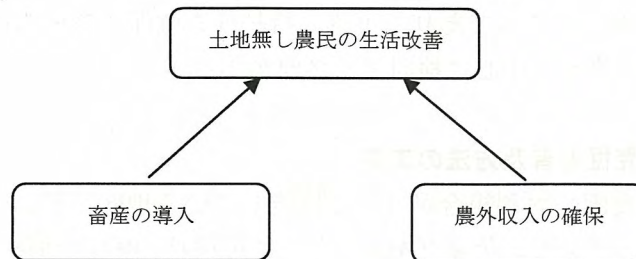 土地無し農民の生活改善
畜産の導入
農外収入の確保